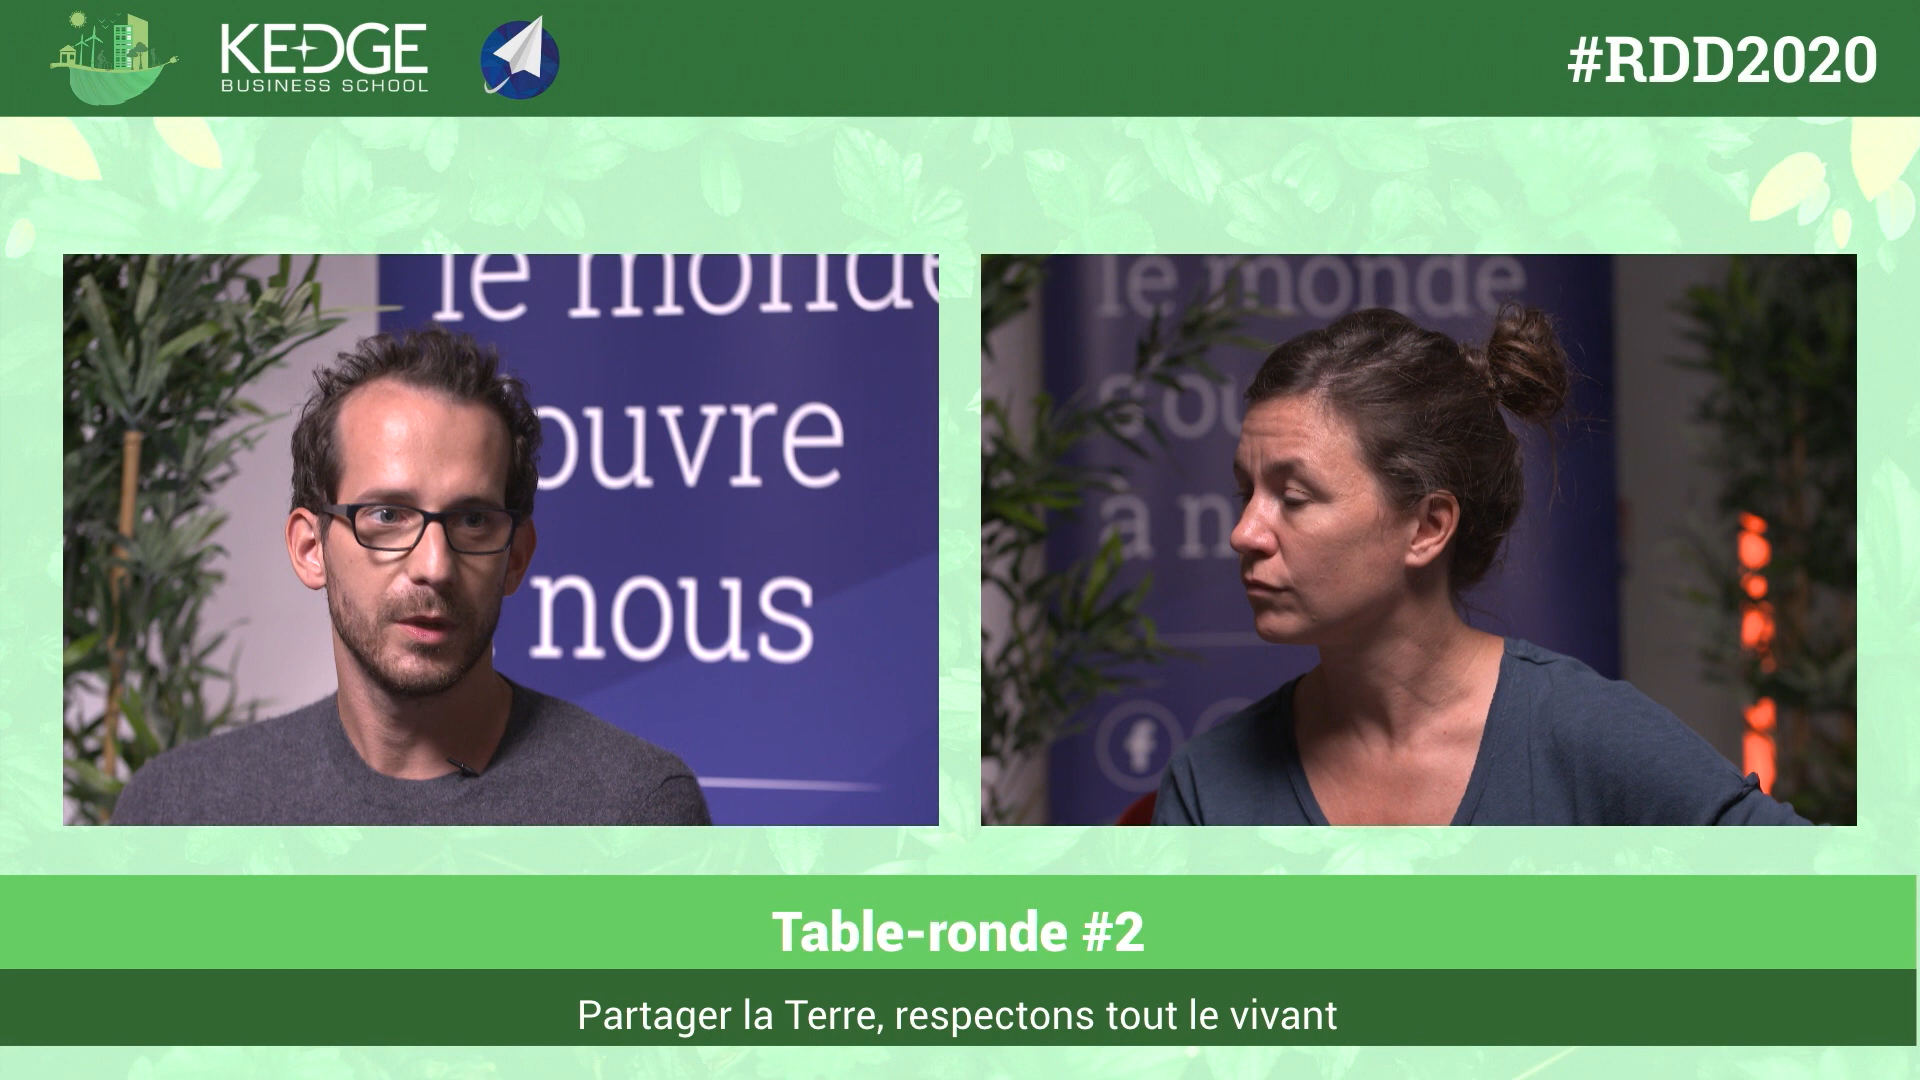 KEDGE
BUSINESS SCHOOL
#RDD2020
le monde
ouvre
nous
le monde
s'ou
à n
f
Table-ronde #2
Partager la Terre, respectons tout le vivant